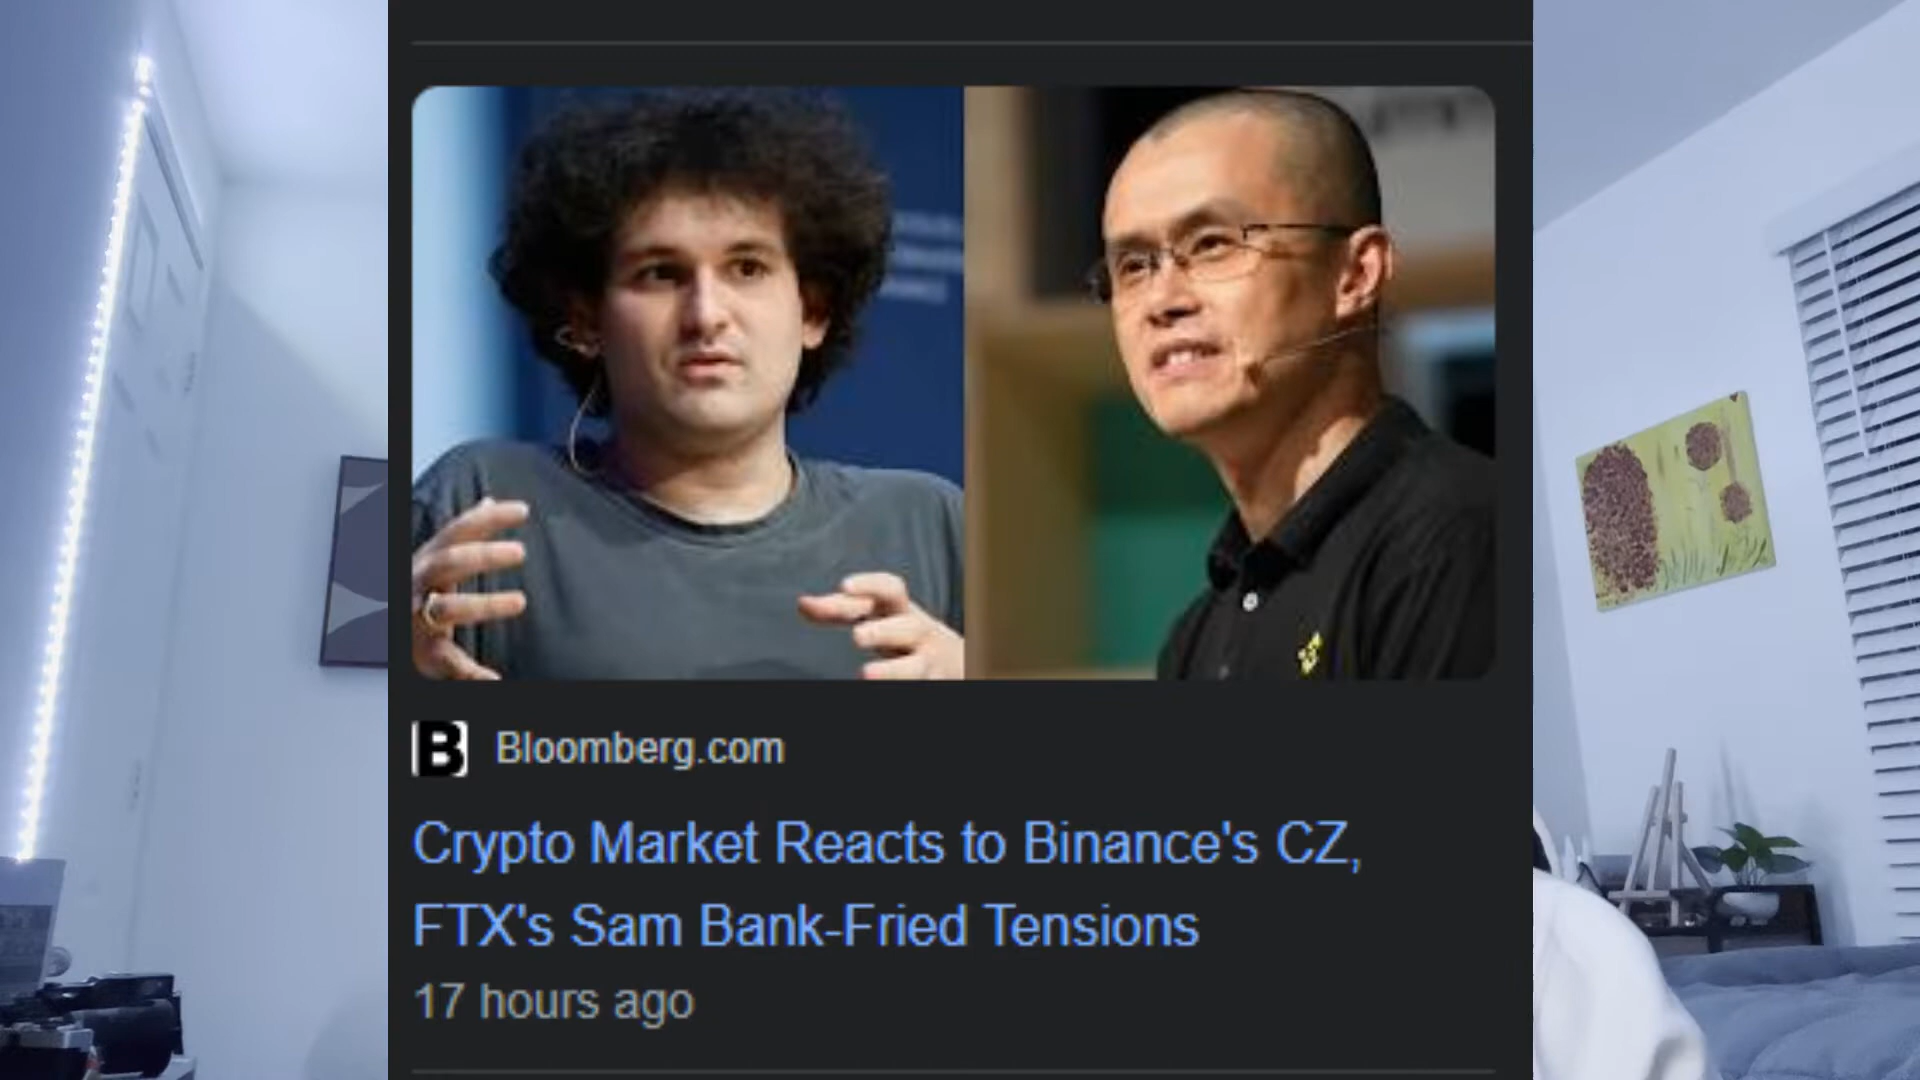 B Bloomberg.com
Crypto Market Reacts to Binance's CZ,
FTX's Sam Bank-Fried Tensions
17 hours ago